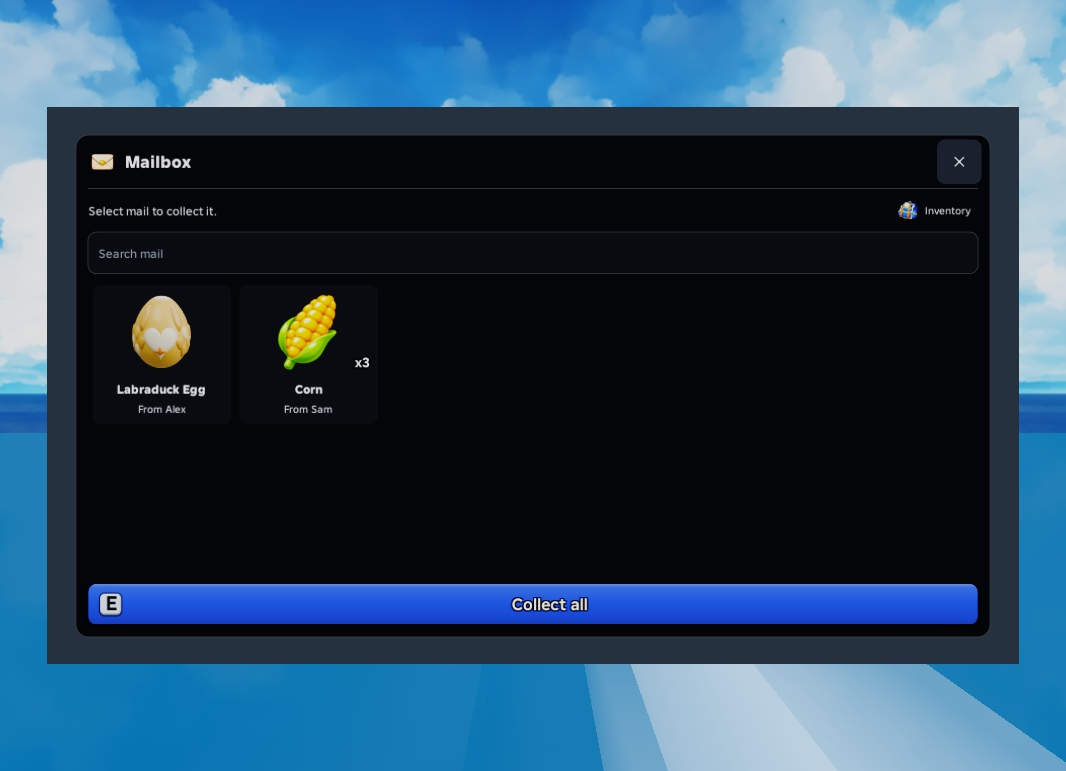 Mailbox
Select mail to collect it.
Inventory
Search mail
x3
Labraduck Egg
Corn
From Alex
From Sam
E
Collect all